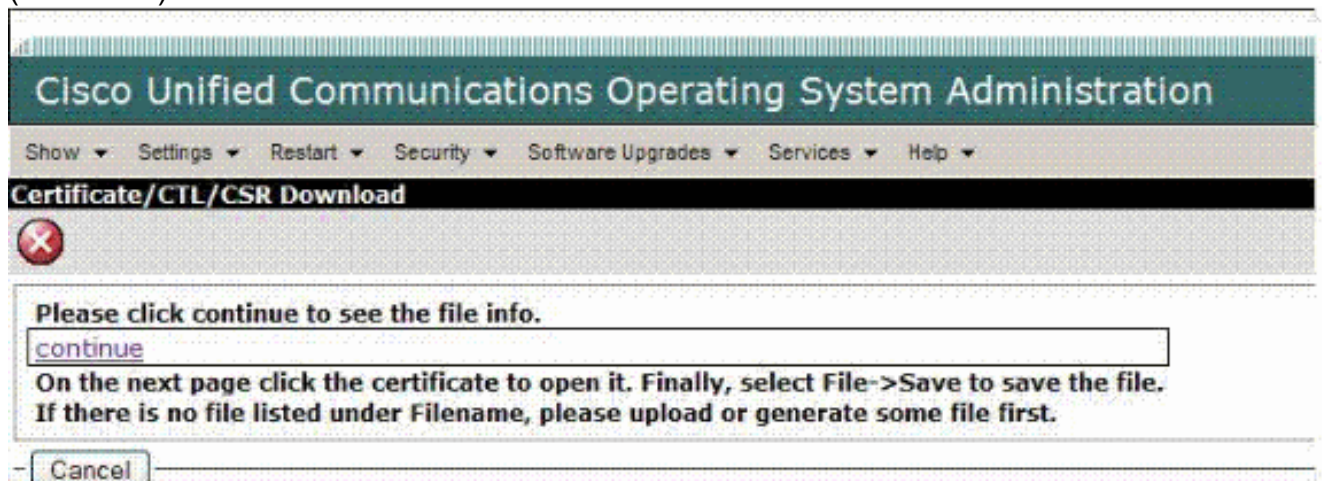 Cisco Unified Communications Operating System Administration
Show Settings Restart Security Software Upgrades Services Help
Certificate/CTL/CSR Download
Please click continue to see the file info.
continue
On the next page click the certificate to open it. Finally, select File->Save to save the file.
If there is no file listed under Filename, please upload or generate some file first.
Cancel